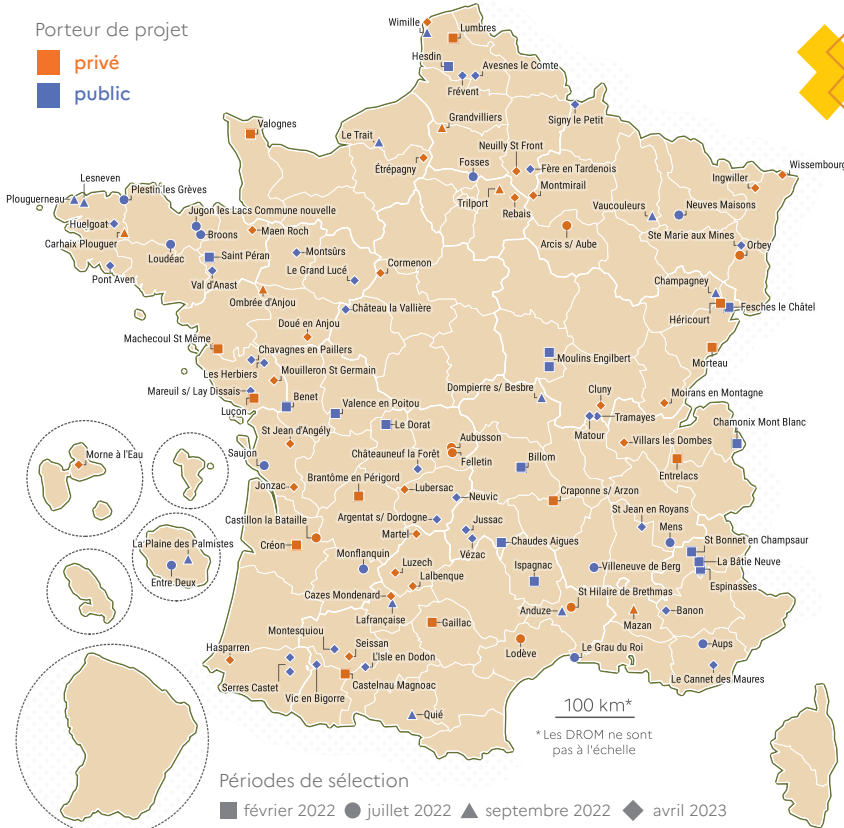 Porteur de projet
privé
public
Wimille
Lumbres
Hesdin
Avesnes le Comte
Frévent
Valognes
Le Trait
Grandvilliers
Signy le Petit
Étrépagny
Neuilly St Front
Fosses
Fère en Tardenois
Montmirail
Trilport
Rebais
Wissembourg
Ingwiller
Vaucouleurs
Neuves Maisons
Arcis s/ Aube
Ste Marie aux Mines
Orbey
Lesneven
Plouguerneau
Plestin les Grèves
Huelgoat
Jugon les Lacs Commune nouvelle
Carhaix Plouguer
Broons
Maen Roch
Loudéac
Saint Péran
Montsûrs
Pont Aven
Val d'Anast
Le Grand Lucé
Cormenon
Ombrée d'Anjou
Château la Vallière
Champagney
Fesches le Châtel
Héricourt
Morteau
Doué en Anjou
Machecoul St Même
Chavagnes en Paillers
Les Herbiers
Mouilleron St Germain
Moulins Engilbert
Mareuil s/ Lay Dissais
Benet
Valence en Poitou
Dompierre s/ Besbre
Cluny
Moirans en Montagne
Luçon
Le Dorat
Tramayes
Matour
Chamonix Mont Blanc
St Jean d'Angély
Aubusson
Villars les Dombes
Morne à l'Eau
Saujon
Châteauneuf la Forêt
Felletin
Billom
Entrelacs
Jonzac
Brantôme en Périgord
Lubersac
Neuvic
Craponne s/ Arzon
Castillon la Bataille
Argentat s/ Dordogne
Jussac
St Jean en Royans
Mens
La Plaine des Palmistes
Créon
Martel
Vézac
Chaudes Aigues
St Bonnet en Champsaur
La Bâtie Neuve
Entre Deux
Monflanquin
Luzech
Ispagnac
Villeneuve de Berg
Espinasses
Lalbenque
St Hilaire de Brethmas
Cazes Mondenard
Anduze
Banon
Lafrançaise
Mazan
Montesquiou
Gaillac
Hasparren
Seissan
L'Isle en Dodon
Lodève
Le Grau du Roi
Aups
Serres Castet
Castelnau Magnoac
Le Cannet des Maures
Vic en Bigorre
Quié
100 km*
* Les DROM ne sont
pas à l'échelle
Périodes de sélection
février 2022
juillet 2022
septembre 2022
avril 2023